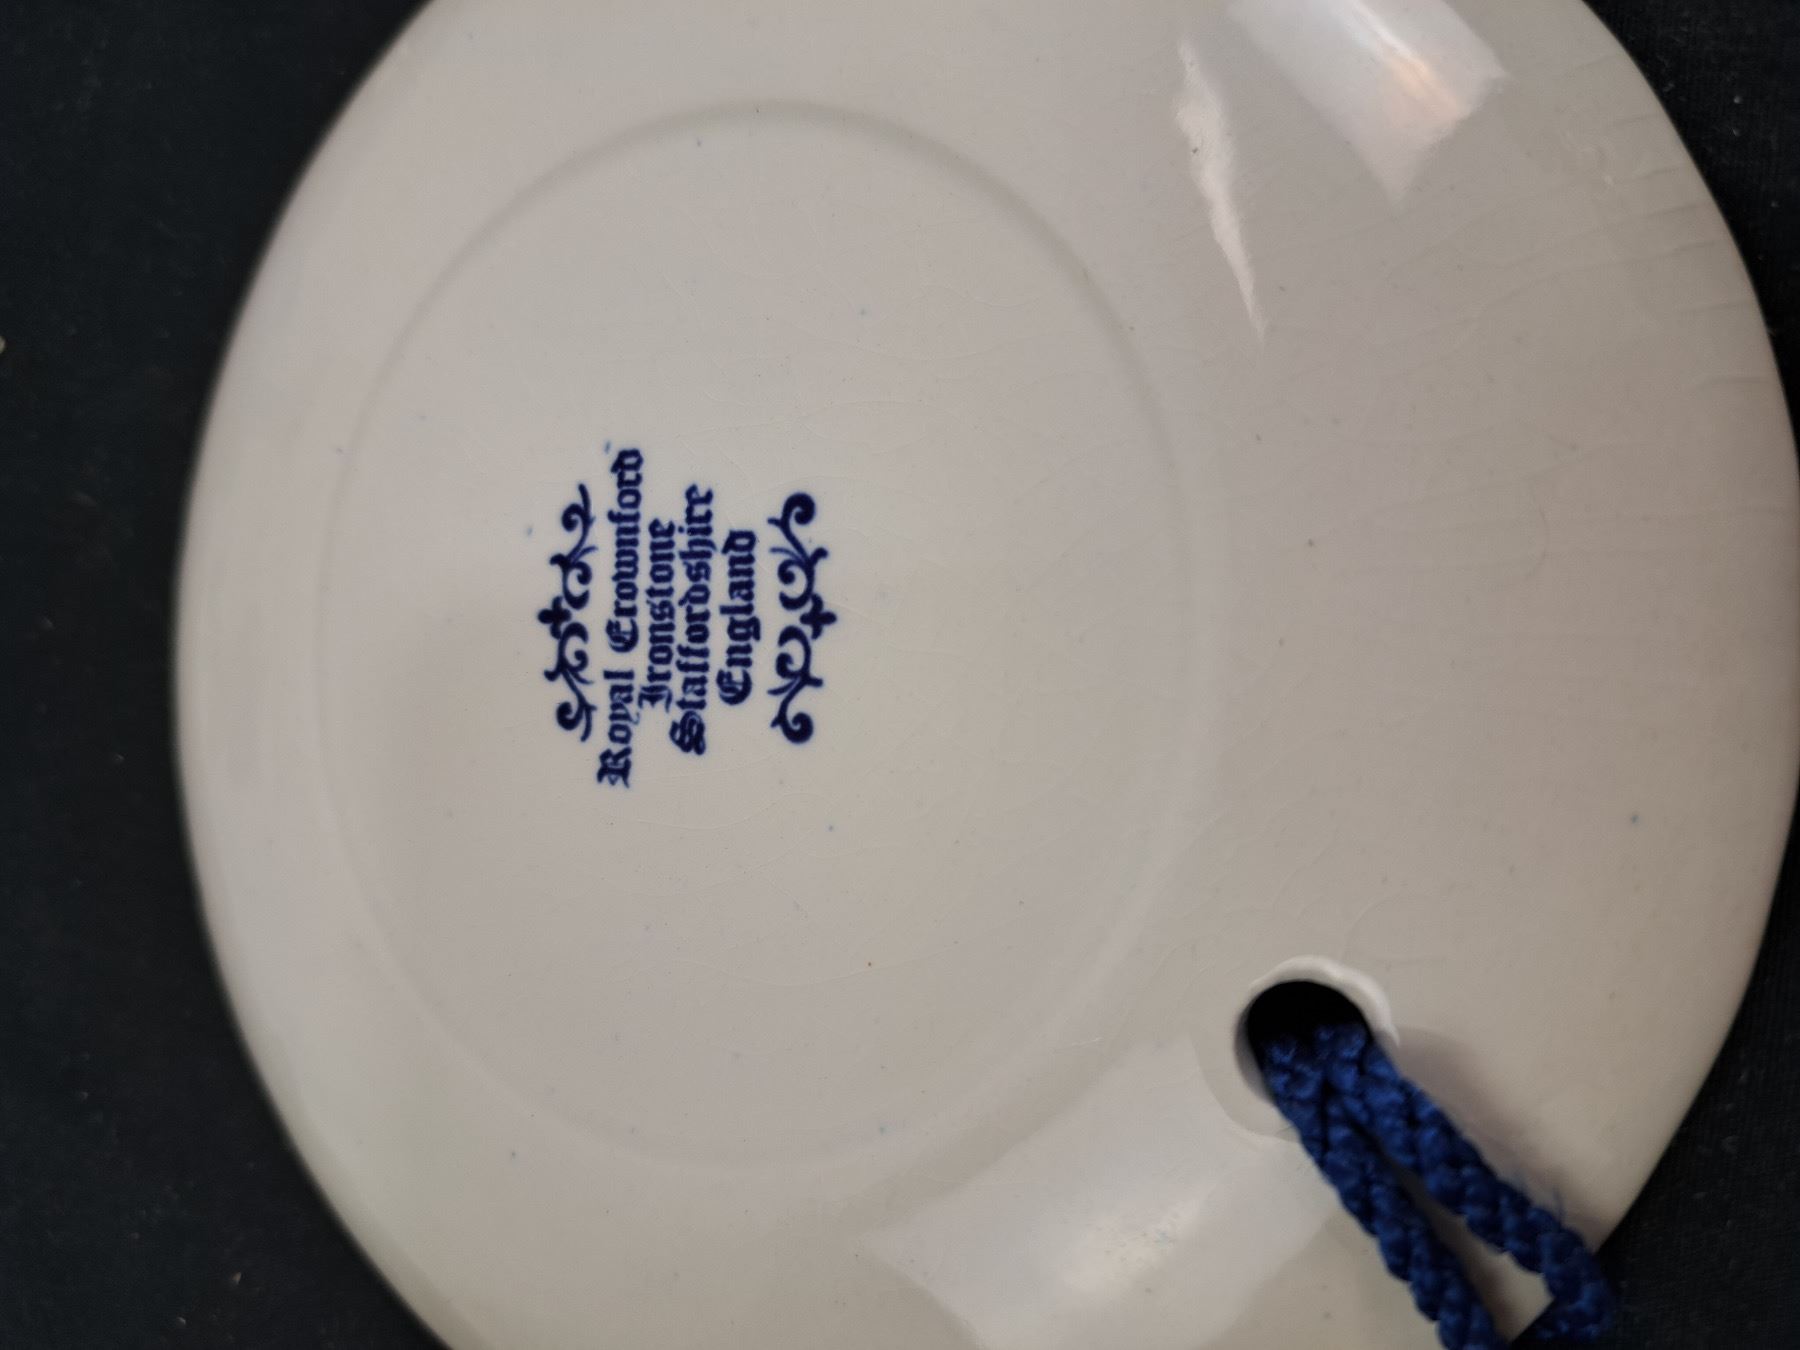 Royal Crownford
Ironstone
Staffordshire
England